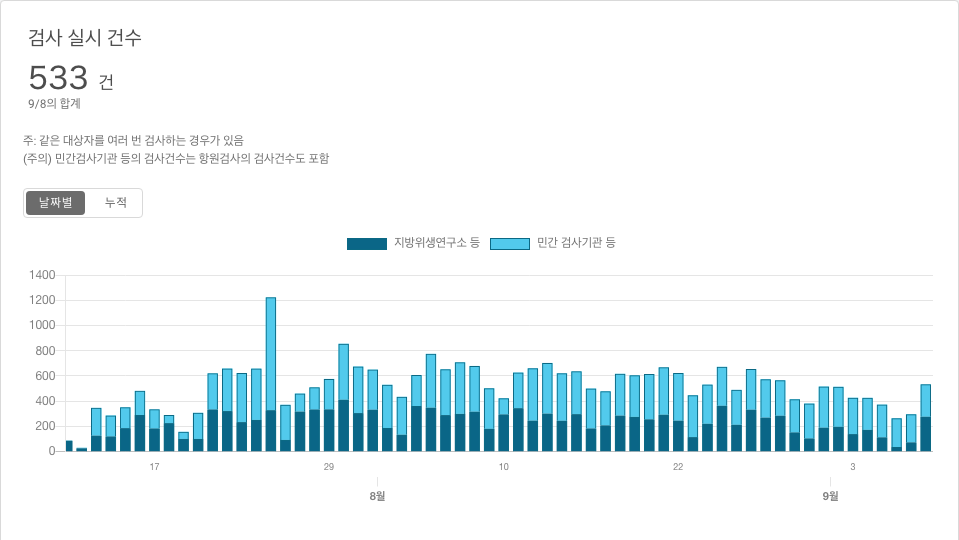 검사 실시 건수
533 건
9/8의 합계
주: 같은 대상자를 여러 번 검사하는 경우가 있음
(주의) 민간검사기관 등의 검사건수는 항원검사의 검사건수도 포함
날짜별 누적
지방위생연구소 등 민간 검사기관 등
1400
1200
1000
800
600
400
200
0
17 29 10 22 3
8월 9월